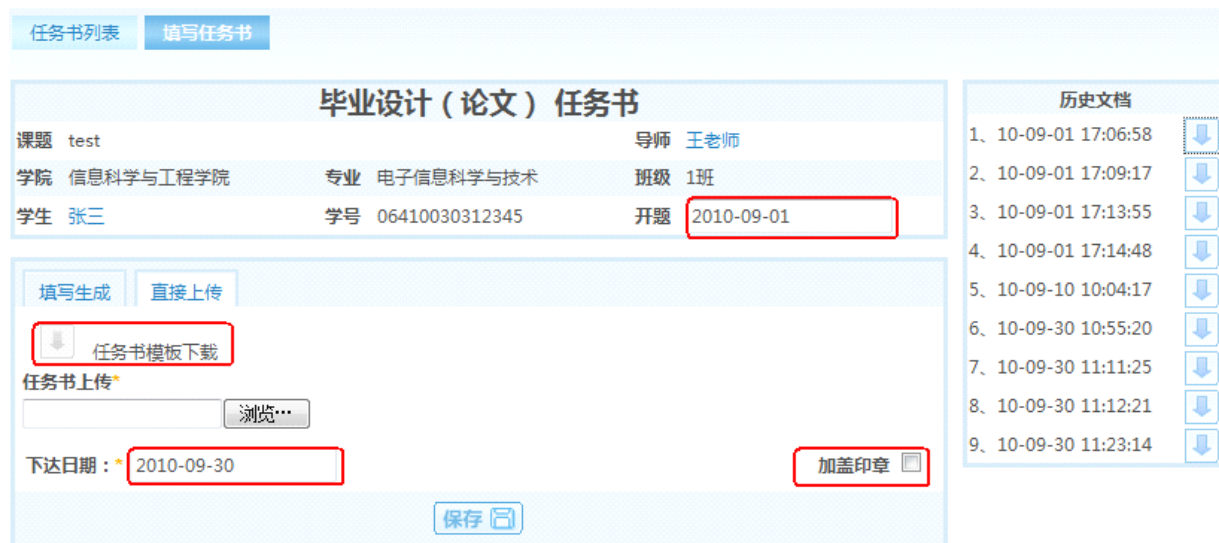 任务书列表 填写任务书
毕业设计（论文）任务书
课题 test 导师 王老师
学院 信息科学与工程学院 专业 电子信息科学与技术 班级 1班
学生 张三 学号 06410030312345 开题 2010-09-01
填写生成 直接上传
任务书模板下载
任务书上传*
浏览…
下达日期：* 2010-09-30 加盖印章
保存
历史文档
1、10-09-01 17:06:58
2、10-09-01 17:09:17
3、10-09-01 17:13:55
4、10-09-01 17:14:48
5、10-09-10 10:04:17
6、10-09-30 10:55:20
7、10-09-30 11:11:25
8、10-09-30 11:12:21
9、10-09-30 11:23:14